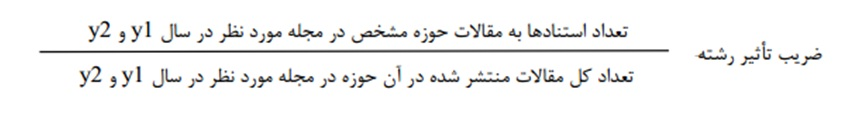 تعداد استنادها به مقالات حوزه مشخص در مجله مورد نظر در سال y1 و y2
ضریب تأثیر رشته
تعداد کل مقالات منتشر شده در آن حوزه در مجله مورد نظر در سال y1 و y2